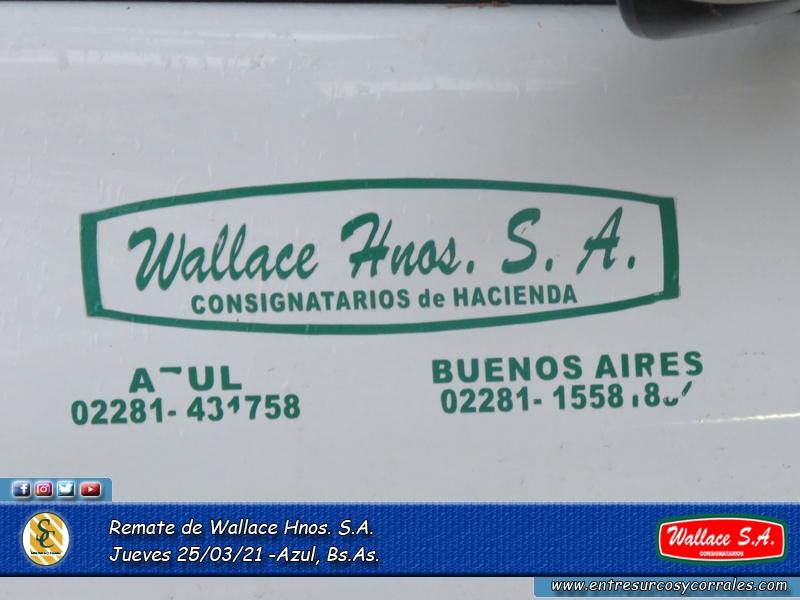 Wallace Hnos. S. A.
CONSIGNATARIOS de HACIENDA
AZUL
02281- 431758
BUENOS AIRES
02281-
Remate de Wallace Hnos. S.A.
Jueves 25/03/21 -Azul, Bs.As.
Wallace S.A.
CONSIGNATARIOS
www.entresurcosycorrales.com